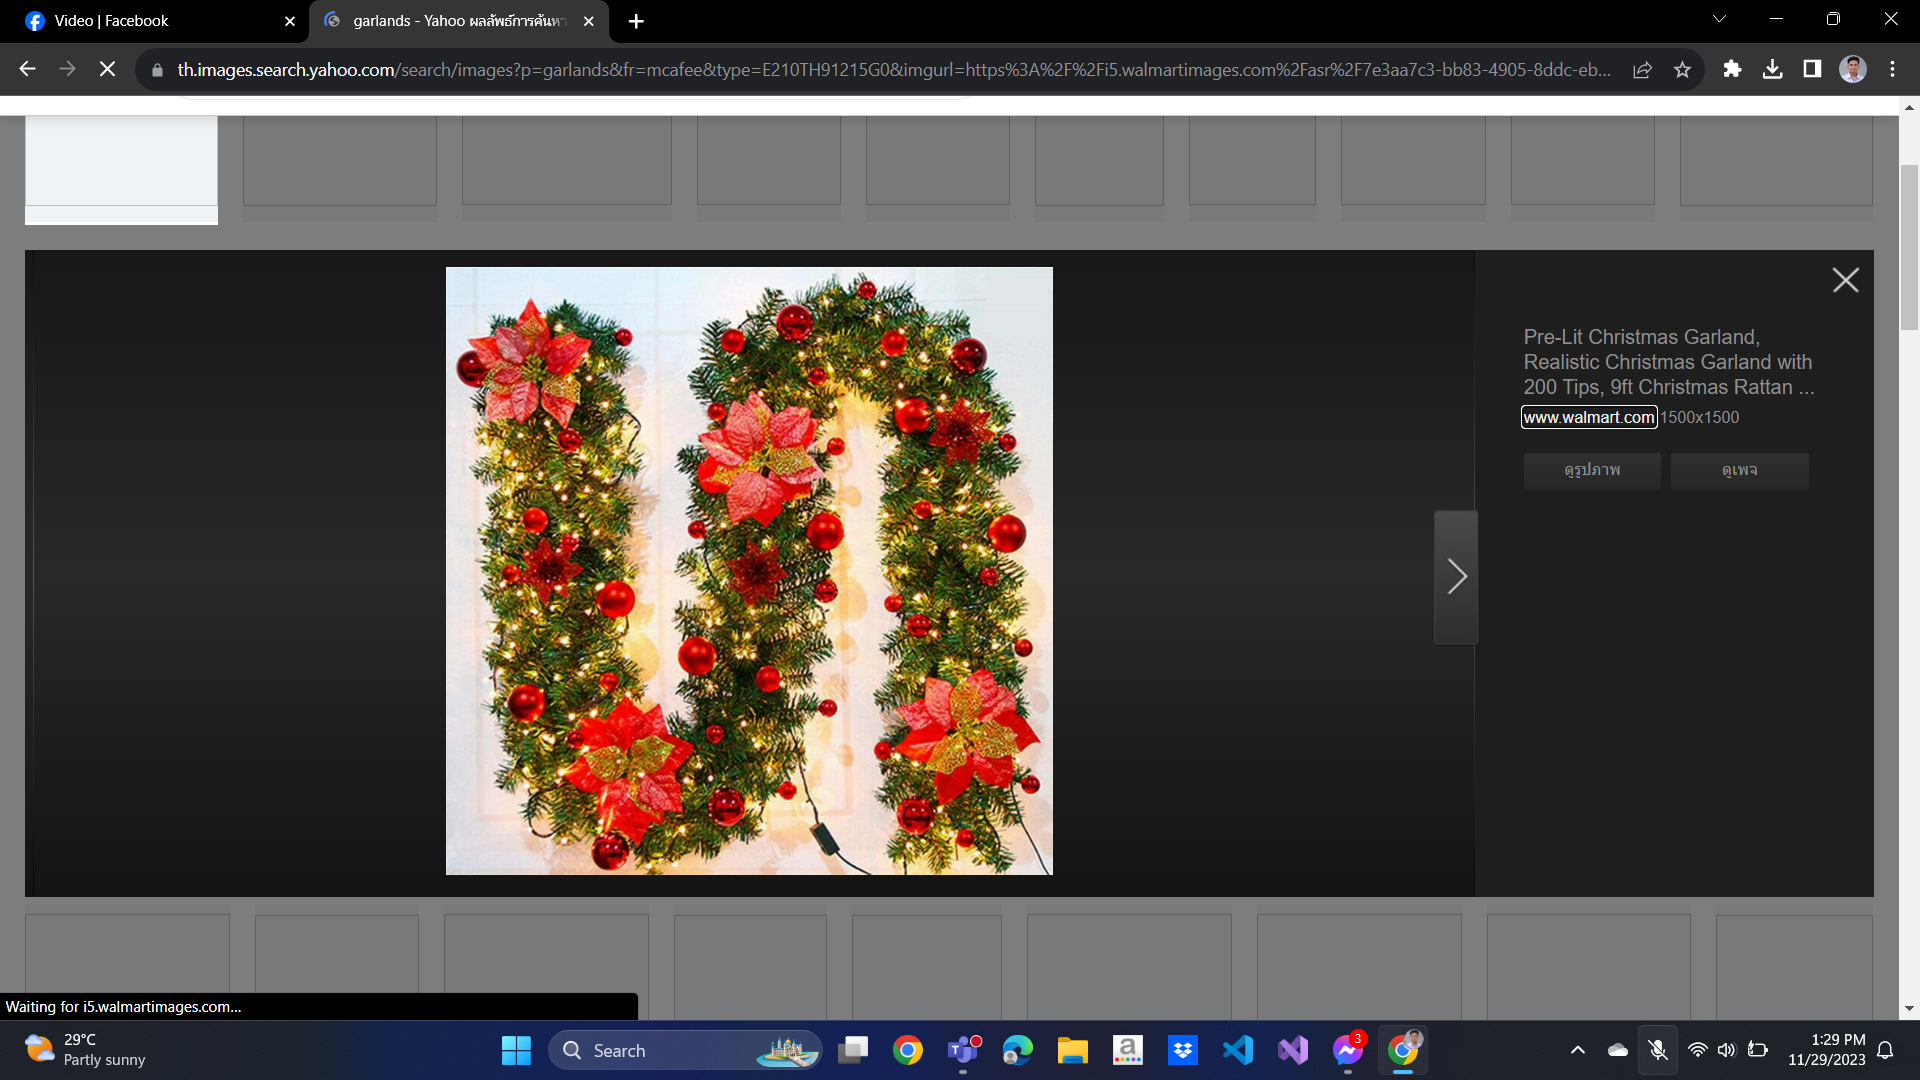 Video | Facebook
garlands - Yahoo ผลลัพธ์การค้นหา
th.images.search.yahoo.com/search/images?p=garlands&fr=mcafee&type=E210TH91215G0&imgurl=https%3A%2F%2Fi5.walmartimages.com%2Fasr%2F7e3aa7c3-bb83-4905-8ddc-eb...
Pre-Lit Christmas Garland,
Realistic Christmas Garland with
200 Tips, 9ft Christmas Rattan ...
www.walmart.com 1500x1500
ดูรูปภาพ ดูเพจ
Waiting for i5.walmartimages.com...
29°C
Partly sunny
Search
3
1:29 PM
11/29/2023